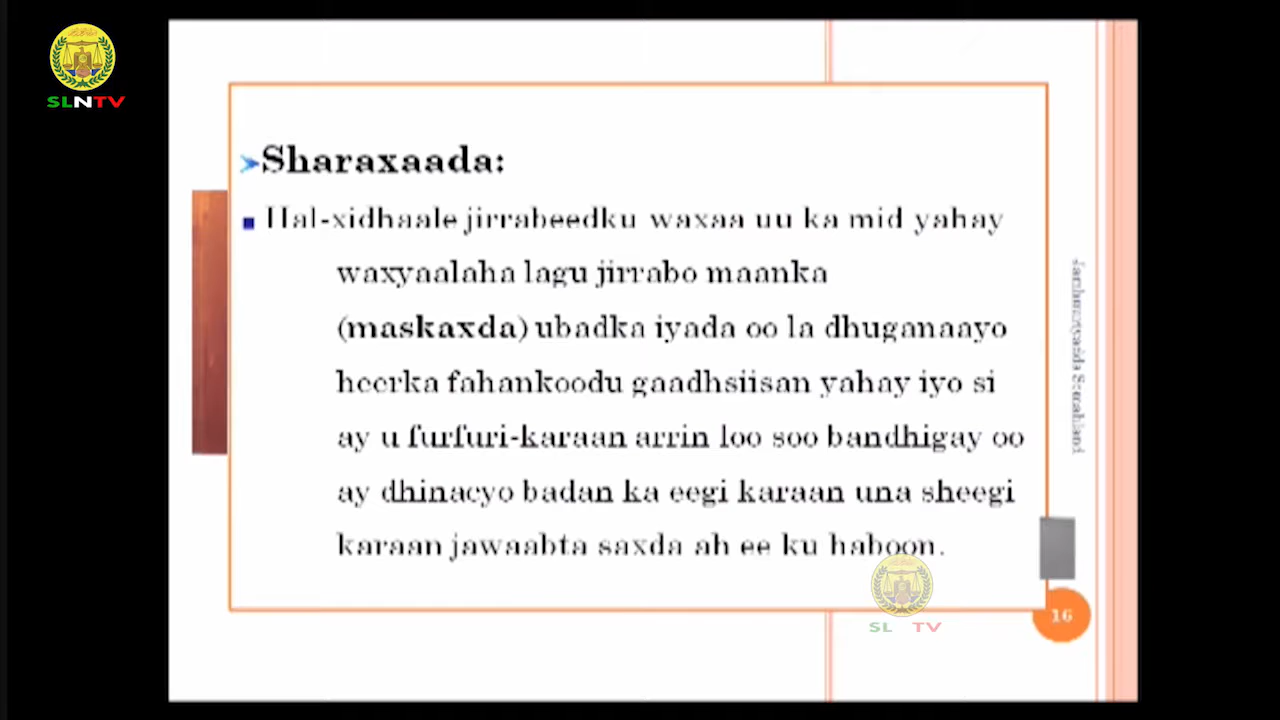 SLNTV
Sharaxaada:
Hal-xidhaale jirrabeedku waxaa uu ka mid yahay
waxyaalaha lagu jirrabo maanka
(maskaxda) ubadka iyada oo la dhuganaayo
heerka fahankoodu gaadhsiisan yahay iyo si
ay u furfuri-karaan arrin loo soo bandhigay oo
ay dhinacyo badan ka eegi karaan una sheegi
karaan jawaabta saxda ah ee ku haboon.
Jamhuuryadda Somaliland
SL TV
16